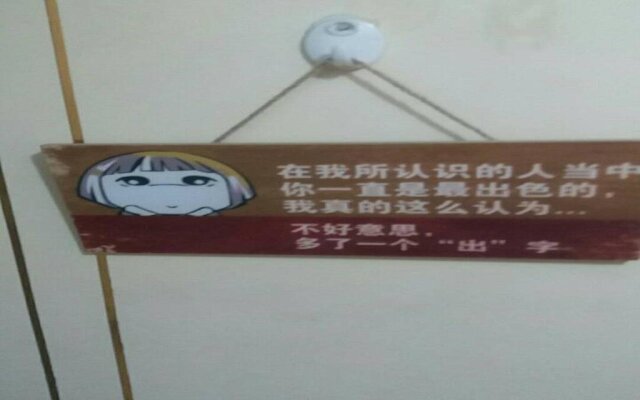 在我所认识的人当中
你一直是最出色的,
我真的这么认为...
不好意思,
多了一个“出”字